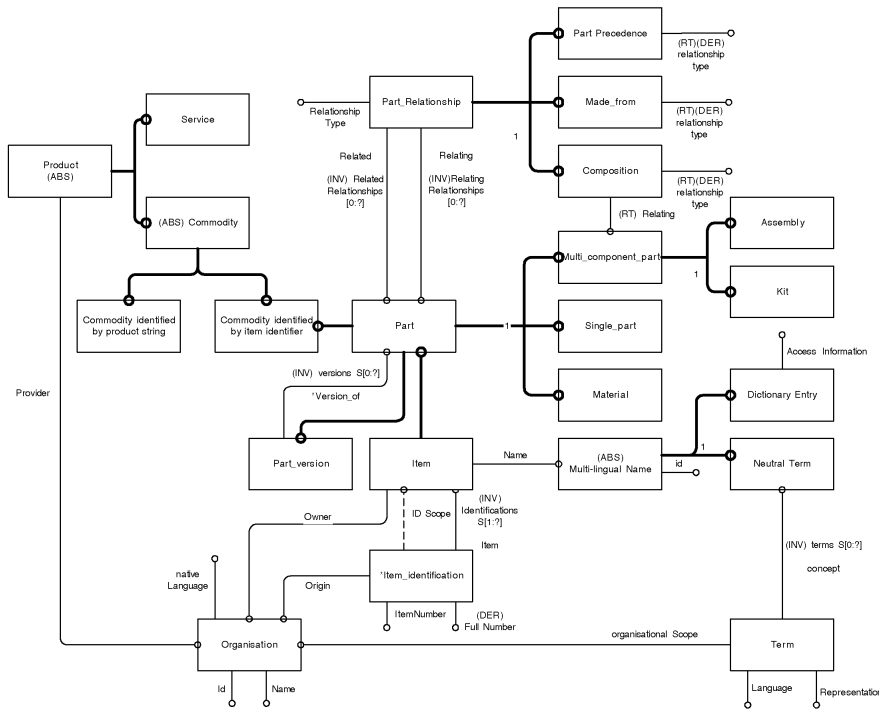 Part Precedence
(RT)(DER)
relationship
type
Relationship
Type
Part_Relationship
Made_from
(RT)(DER)
relationship
type
1
Service
Product
(ABS)
Related
(INV) Related
Relationships
[0:?]
Relating
(INV)Relating
Relationships
[0:?]
Composition
(RT)(DER)
relationship
type
(RT) Relating
(ABS) Commodity
Multi_component_part
1
Assembly
Kit
Commodity identified
by product string
Commodity identified
by item identifier
Part
1
Single_part
Access Information
(INV) versions S[0:?]
*Version_of
Material
Dictionary Entry
Provider
Part_version
Item
Name
(ABS)
Multi-lingual Name
1
id
Neutral Term
Owner
ID Scope
(INV)
Identifications
S[1:?]
Item
(INV) terms S[0:?]
concept
native
Language
Origin
*Item_identification
ItemNumber
(DER)
Full Number
Organisation
organisational Scope
Term
Id
Name
Language
Representation